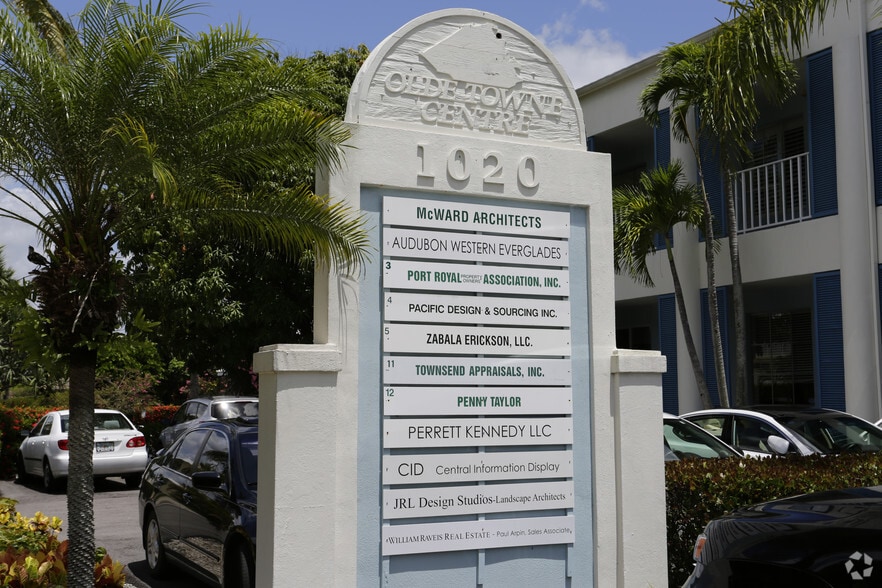 OLDE TOWNE
CENTRE
1020
McWARD ARCHITECTS
AUDUBON WESTERN EVERGLADES
3 PORT ROYAL PROPERTY OWNERS' ASSOCIATION, INC.
4 PACIFIC DESIGN & SOURCING INC.
5 ZABALA ERICKSON, LLC.
11 TOWNSEND APPRAISALS, INC.
12 PENNY TAYLOR
PERRETT KENNEDY LLC
CID Central Information Display
JRL Design Studios-Landscape Architects
WILLIAM RAVEIS REAL ESTATE - Paul Arpin, Sales Associate